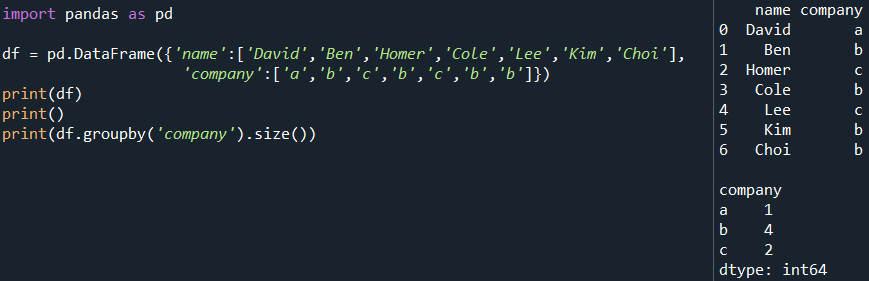 import pandas as pd
df = pd.DataFrame({'name':['David','Ben','Homer','Cole','Lee','Kim','Choi'],
'company':['a','b','c','b','c','b','b']})
print(df)
print()
print(df.groupby('company').size())
name company
0 David a
1 Ben b
2 Homer c
3 Cole b
4 Lee c
5 Kim b
6 Choi b
company
a 1
b 4
c 2
dtype: int64